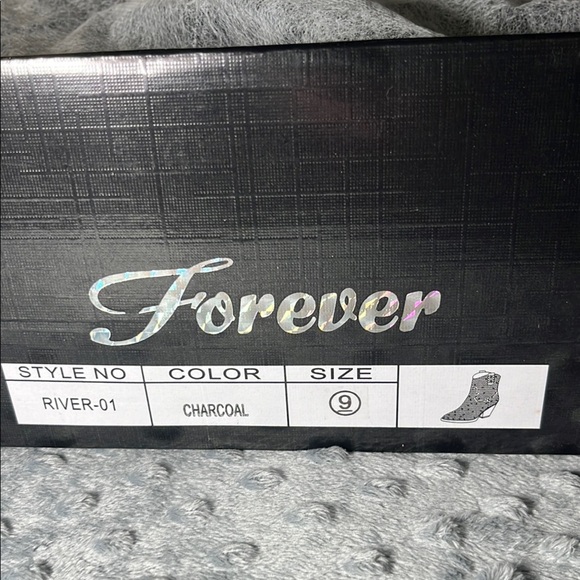 Forever
STYLE NO COLOR SIZE
RIVER-01 CHARCOAL 9